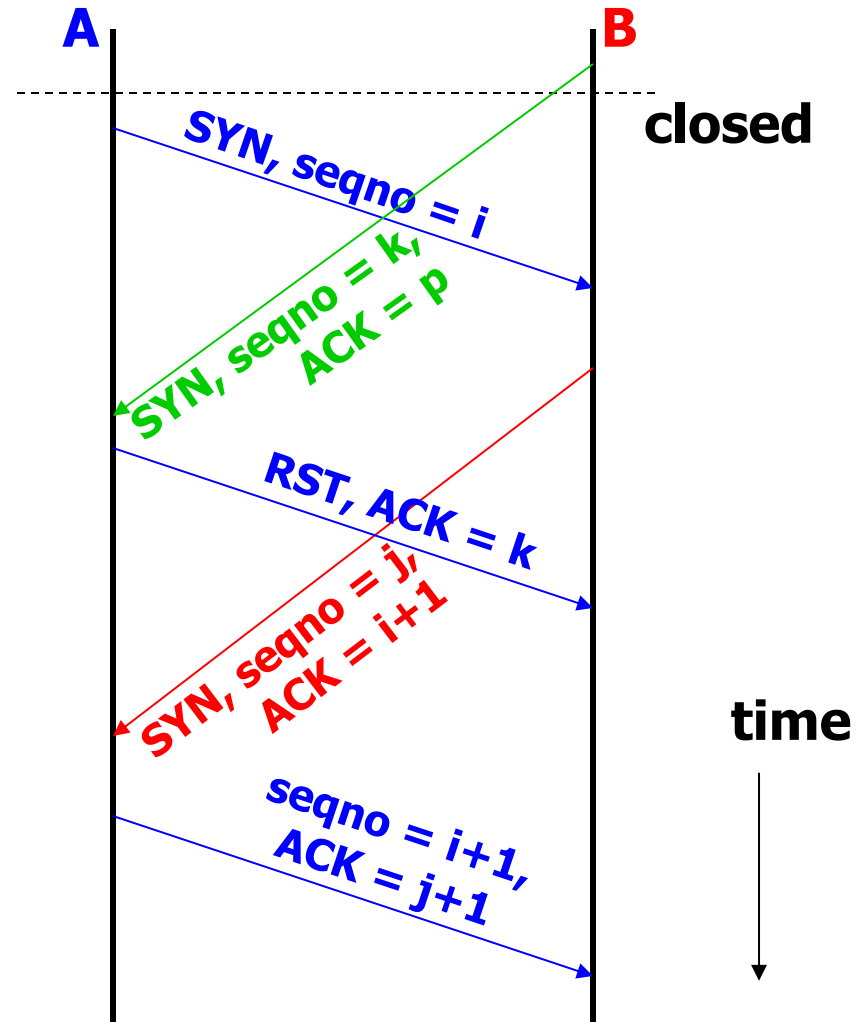 A
B
closed
SYN, seqno = i
SYN, seqno = k,
ACK = p
RST, ACK = k
SYN, seqno = j,
ACK = i+1
time
seqno = i+1,
ACK = j+1